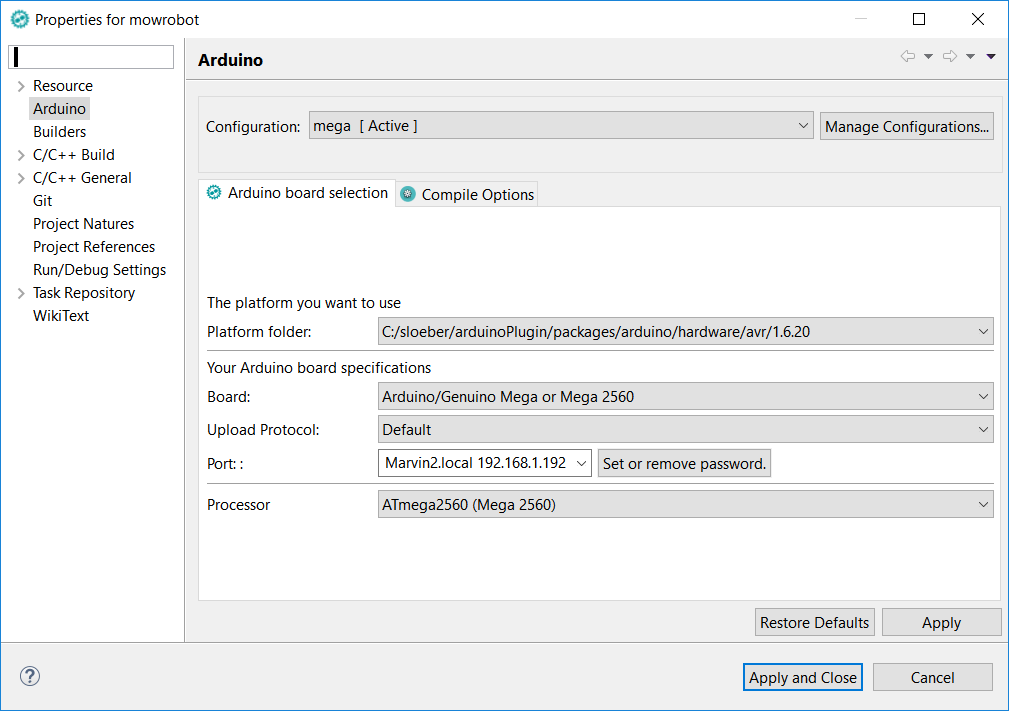 Properties for mowrobot
Resource
Arduino
Builders
C/C++ Build
C/C++ General
Git
Project Natures
Project References
Run/Debug Settings
Task Repository
WikiText
Arduino
Configuration: mega [ Active ] Manage Configurations...
Arduino board selection Compile Options
The platform you want to use
Platform folder: C:/sloeber/arduinoPlugin/packages/arduino/hardware/avr/1.6.20
Your Arduino board specifications
Board: Arduino/Genuino Mega or Mega 2560
Upload Protocol: Default
Port: : Marvin2.local 192.168.1.192 Set or remove password.
Processor ATmega2560 (Mega 2560)
Restore Defaults Apply
? Apply and Close Cancel